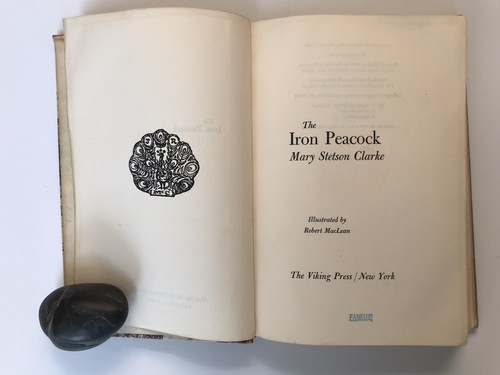 The
Iron Peacock
Mary Stetson Clarke
Illustrated by
Robert MacLean
The Viking Press / New York